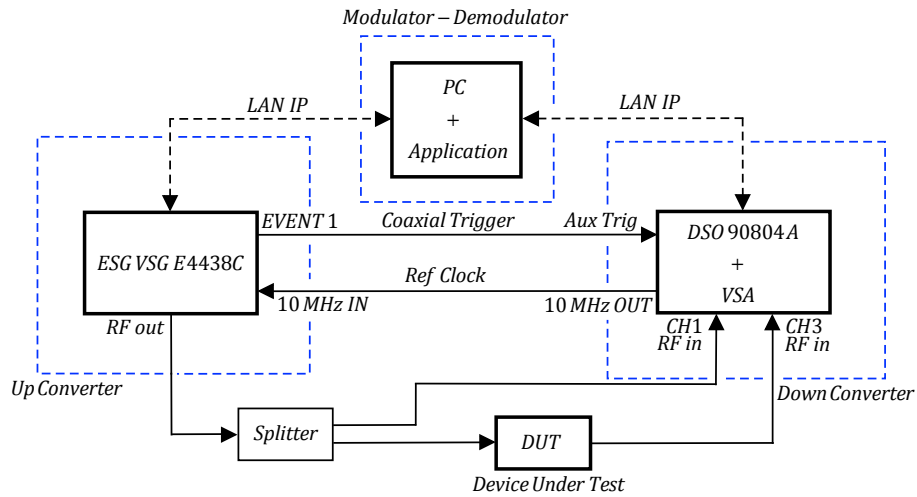 Modulator – Demodulator
PC
+
Application
LAN IP
LAN IP
EVENT 1
Coaxial Trigger
Aux Trig
ESG VSG E4438C
DSO 90804A
+
VSA
Ref Clock
10 MHz IN
10 MHz OUT
RF out
CH1
RF in
CH3
RF in
Up Converter
Down Converter
Splitter
DUT
Device Under Test